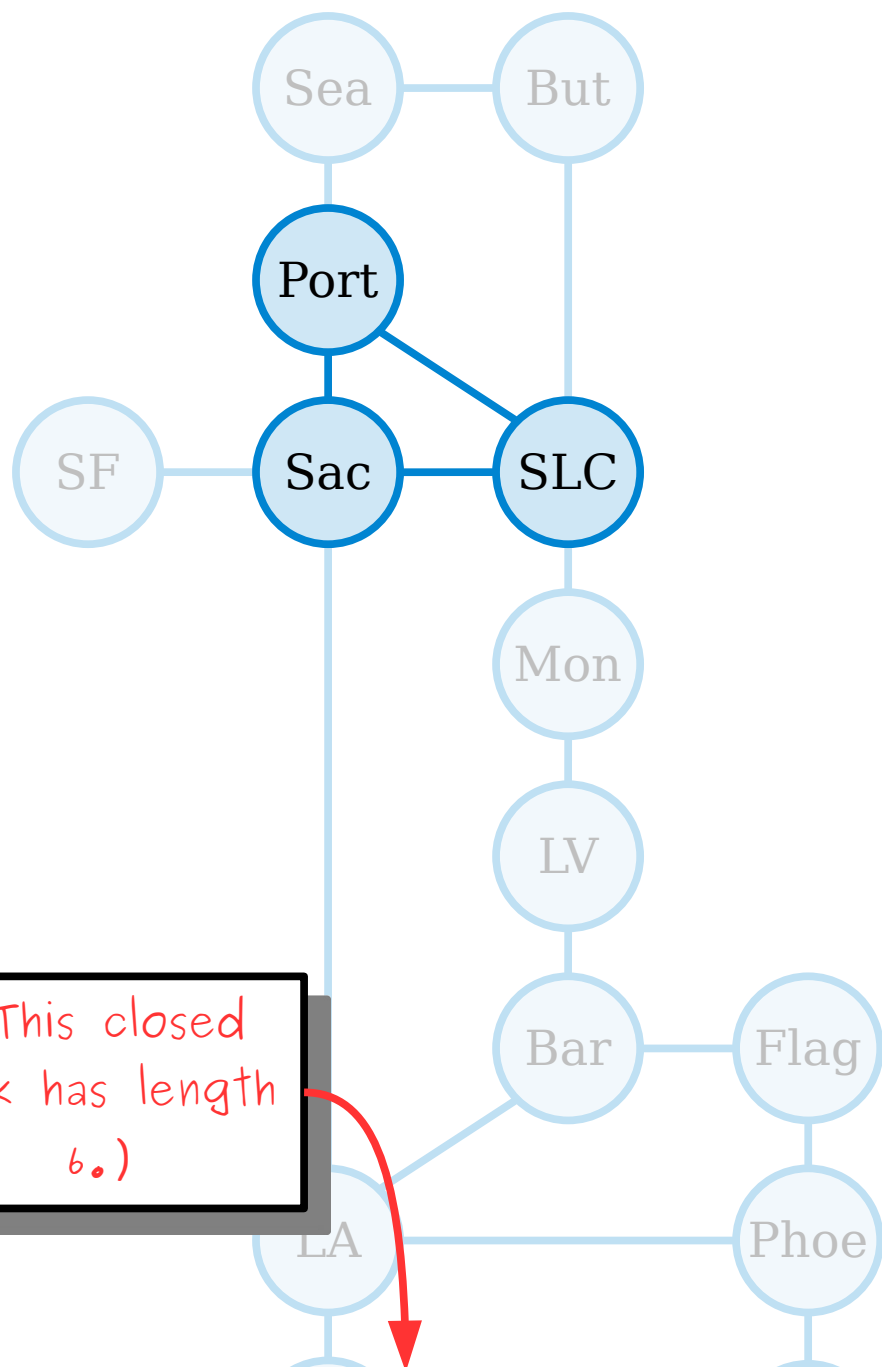 Sea But
Port
SF Sac SLC
Mon
LV
Bar Flag
This closed
has length
6.)
LA Phoe